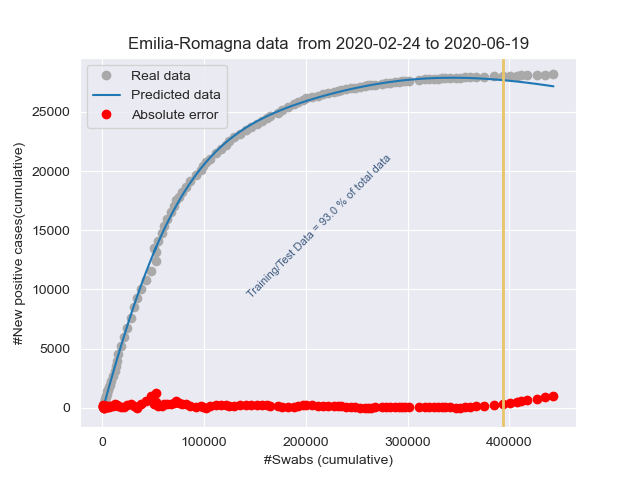 Emilia-Romagna data  from 2020-02-24 to 2020-06-19
Real data
Predicted data
Absolute error
#New positive cases(cumulative)
25000
20000
15000
10000
5000
0
Training/Test Data = 93.0 % of total data
0
100000
200000
300000
400000
#Swabs (cumulative)